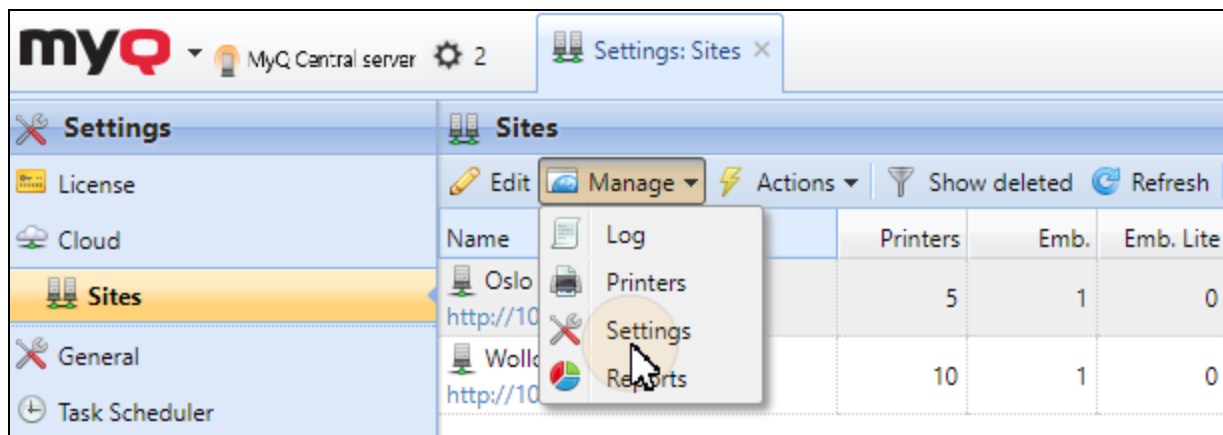 myQ MyQ Central server 2 Settings: Sites
Settings
License
Cloud
Sites
General
Task Scheduler
Sites
Edit Manage Actions Show deleted Refresh
Name Printers Emb. Emb. Lite
Oslo 5 1 0
http://10
10 1 0
http://10
Log
Printers
Settings
Reports